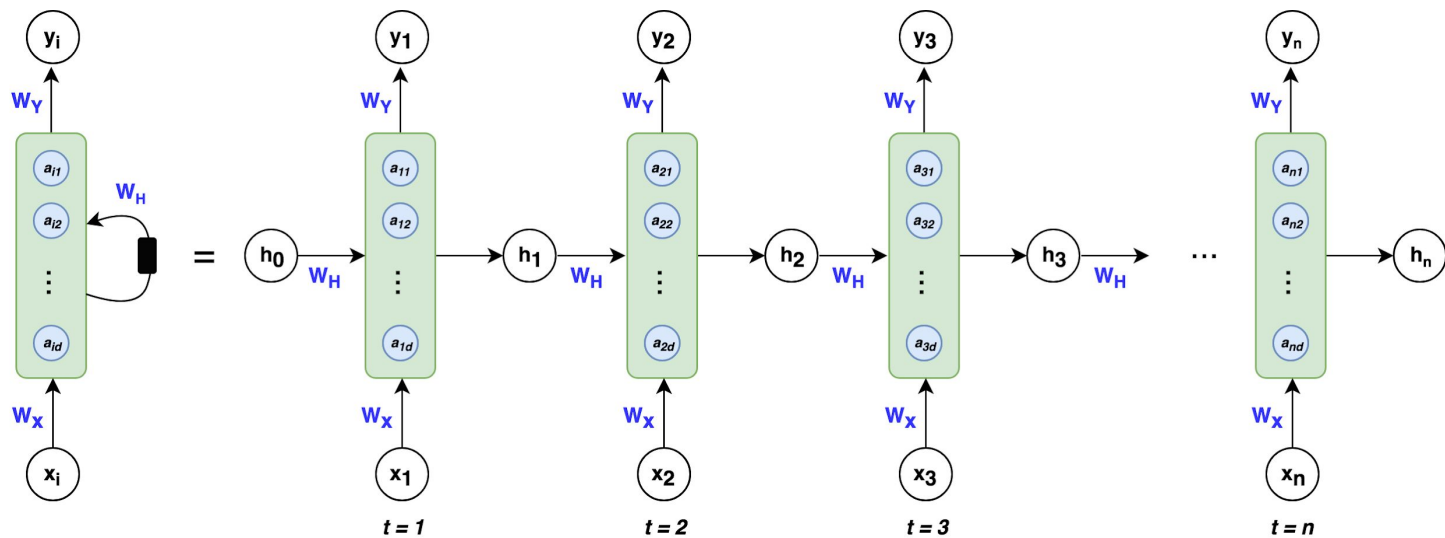 yi y1 y2 y3 yn
WY WY WY WY WY
ai1 a11 a21 a31 an1
WH
ai2 a12 a22 a32 an2
= h0 h1 h2 h3 ... hn
WH WH WH WH
⋮ ⋮ ⋮ ⋮ ⋮
aid a1d a2d a3d and
WX WX WX WX WX
xi x1 x2 x3 xn
t = 1 t = 2 t = 3 t = n